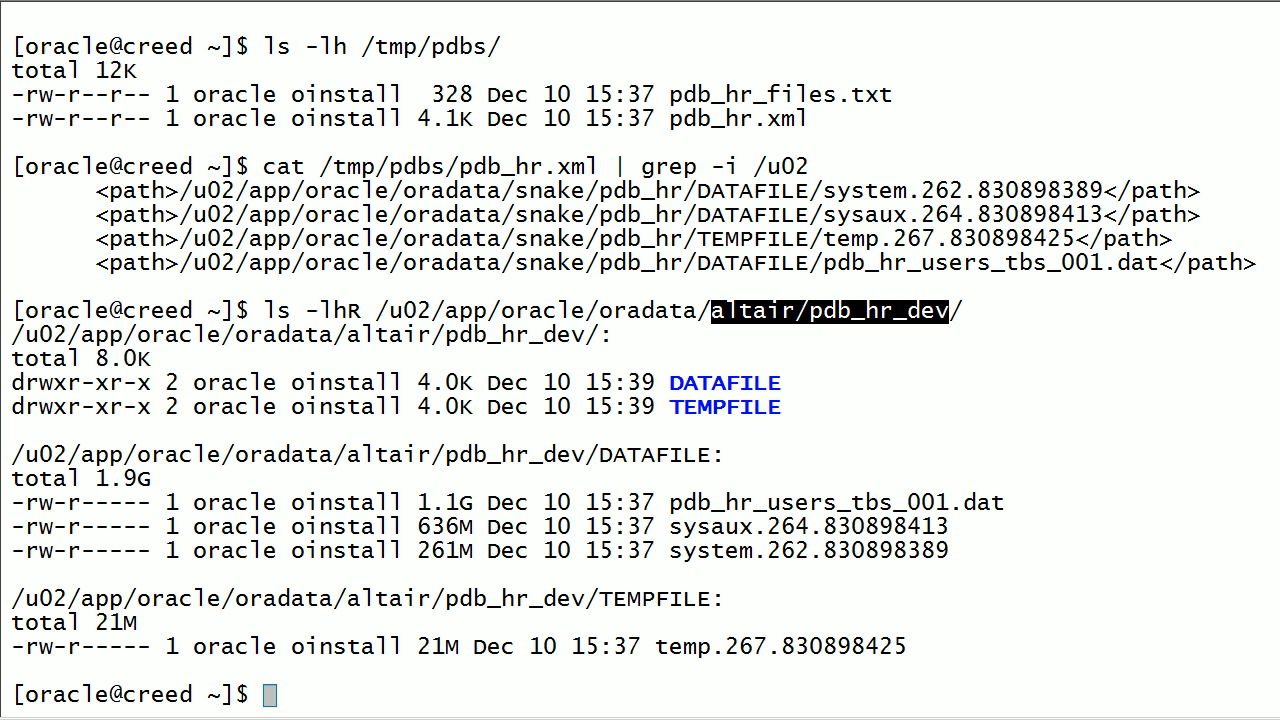 [oracle@creed ~]$ ls -lh /tmp/pdbs/
total 12K
-rw-r--r-- 1 oracle oinstall  328 Dec 10 15:37 pdb_hr_files.txt
-rw-r--r-- 1 oracle oinstall 4.1K Dec 10 15:37 pdb_hr.xml
[oracle@creed ~]$ cat /tmp/pdbs/pdb_hr.xml | grep -i /u02
      <path>/u02/app/oracle/oradata/snake/pdb_hr/DATAFILE/system.262.830898389</path>
      <path>/u02/app/oracle/oradata/snake/pdb_hr/DATAFILE/sysaux.264.830898413</path>
      <path>/u02/app/oracle/oradata/snake/pdb_hr/TEMPFILE/temp.267.830898425</path>
      <path>/u02/app/oracle/oradata/snake/pdb_hr/DATAFILE/pdb_hr_users_tbs_001.dat</path>
[oracle@creed ~]$ ls -lhR /u02/app/oracle/oradata/altair/pdb_hr_dev/
/u02/app/oracle/oradata/altair/pdb_hr_dev/:
total 8.0K
drwxr-xr-x 2 oracle oinstall 4.0K Dec 10 15:39 DATAFILE
drwxr-xr-x 2 oracle oinstall 4.0K Dec 10 15:39 TEMPFILE
/u02/app/oracle/oradata/altair/pdb_hr_dev/DATAFILE:
total 1.9G
-rw-r----- 1 oracle oinstall 1.1G Dec 10 15:37 pdb_hr_users_tbs_001.dat
-rw-r----- 1 oracle oinstall 636M Dec 10 15:37 sysaux.264.830898413
-rw-r----- 1 oracle oinstall 261M Dec 10 15:37 system.262.830898389
/u02/app/oracle/oradata/altair/pdb_hr_dev/TEMPFILE:
total 21M
-rw-r----- 1 oracle oinstall 21M Dec 10 15:37 temp.267.830898425
[oracle@creed ~]$